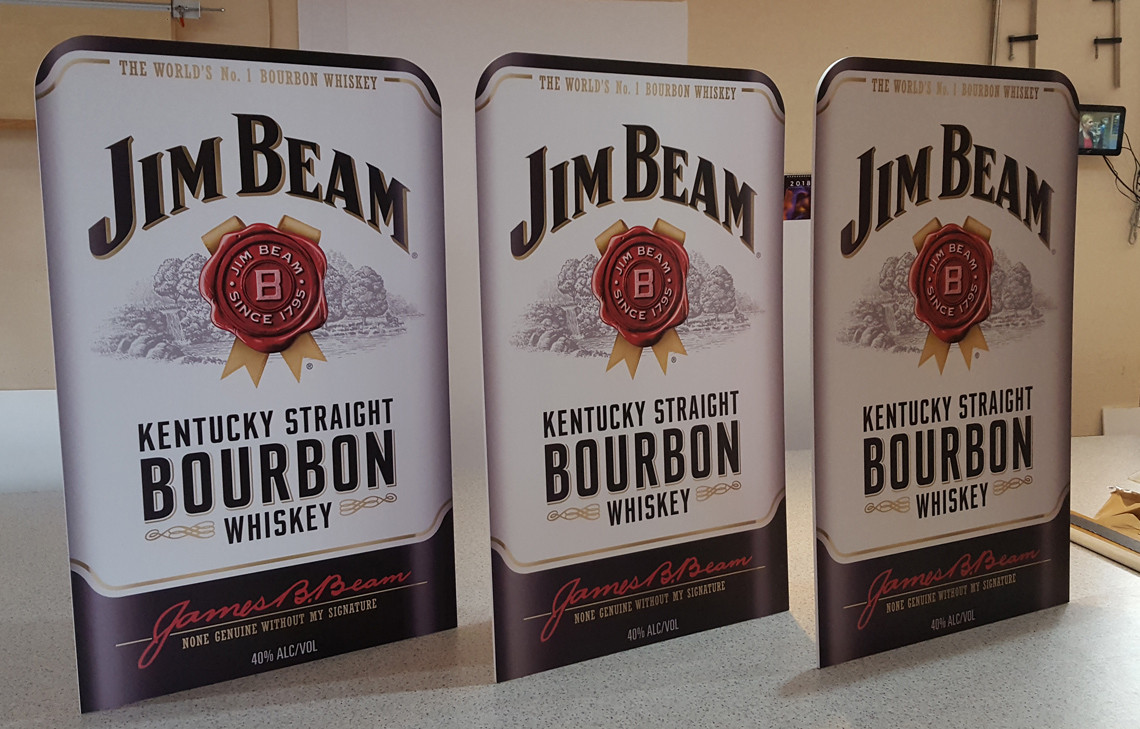 THE WORLD'S No. 1 BOURBON WHISKEY
JIM BEAM
®
JIM BEAM
B
SINCE 1795
®
KENTUCKY STRAIGHT
BOURBON
WHISKEY
James B. Beam
NONE GENUINE WITHOUT MY SIGNATURE
40% ALC/VOL
THE WORLD'S No. 1 BOURBON WHISKEY
JIM BEAM
®
JIM BEAM
B
SINCE 1795
®
KENTUCKY STRAIGHT
BOURBON
WHISKEY
James B. Beam
NONE GENUINE WITHOUT MY SIGNATURE
40% ALC/VOL
2018
THE WORLD'S No. 1 BOURBON WHISKEY
JIM BEAM
®
JIM BEAM
B
SINCE 1795
®
KENTUCKY STRAIGHT
BOURBON
WHISKEY
James B. Beam
NONE GENUINE WITHOUT MY SIGNATURE
40% ALC/VOL